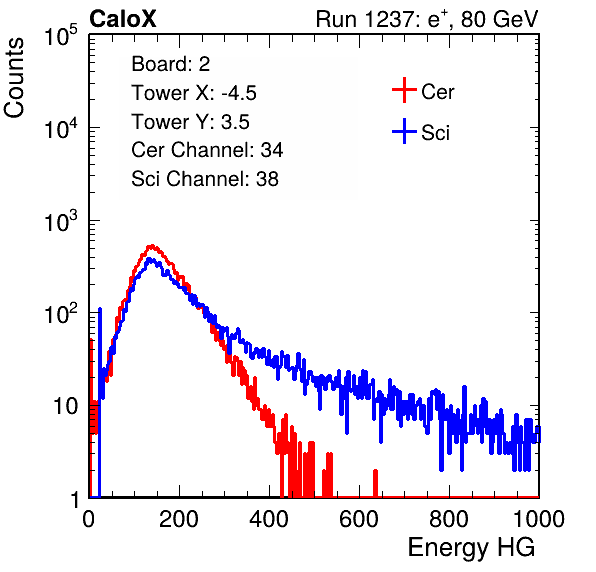 CaloX
Run 1237: e⁺, 80 GeV
Counts
10⁵
10⁴
10³
10²
10
1
Board: 2
Tower X: -4.5
Tower Y: 3.5
Cer Channel: 34
Sci Channel: 38
Cer
Sci
0 200 400 600 800 1000
Energy HG